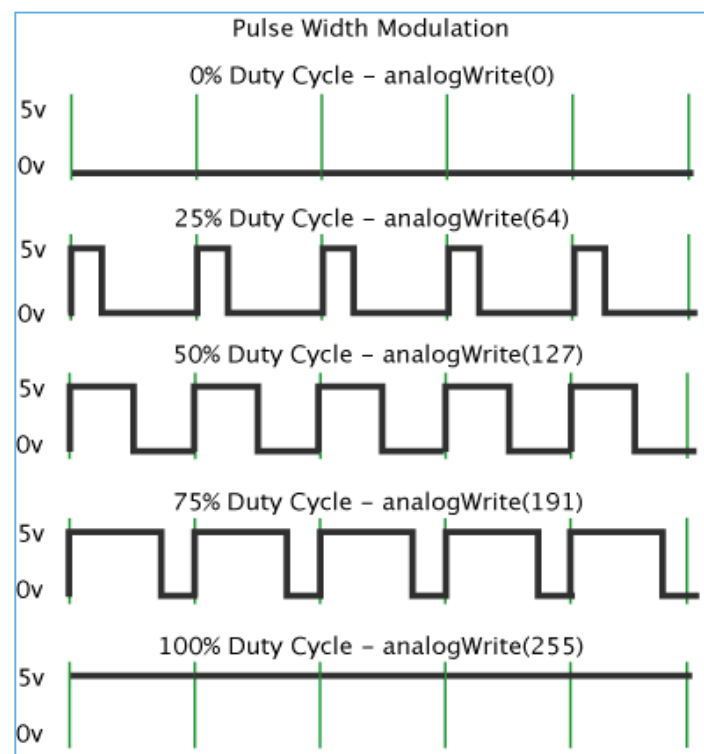 Pulse Width Modulation
0% Duty Cycle – analogWrite(0)
5v
0v
25% Duty Cycle – analogWrite(64)
5v
0v
50% Duty Cycle – analogWrite(127)
5v
0v
75% Duty Cycle – analogWrite(191)
5v
0v
100% Duty Cycle – analogWrite(255)
5v
0v